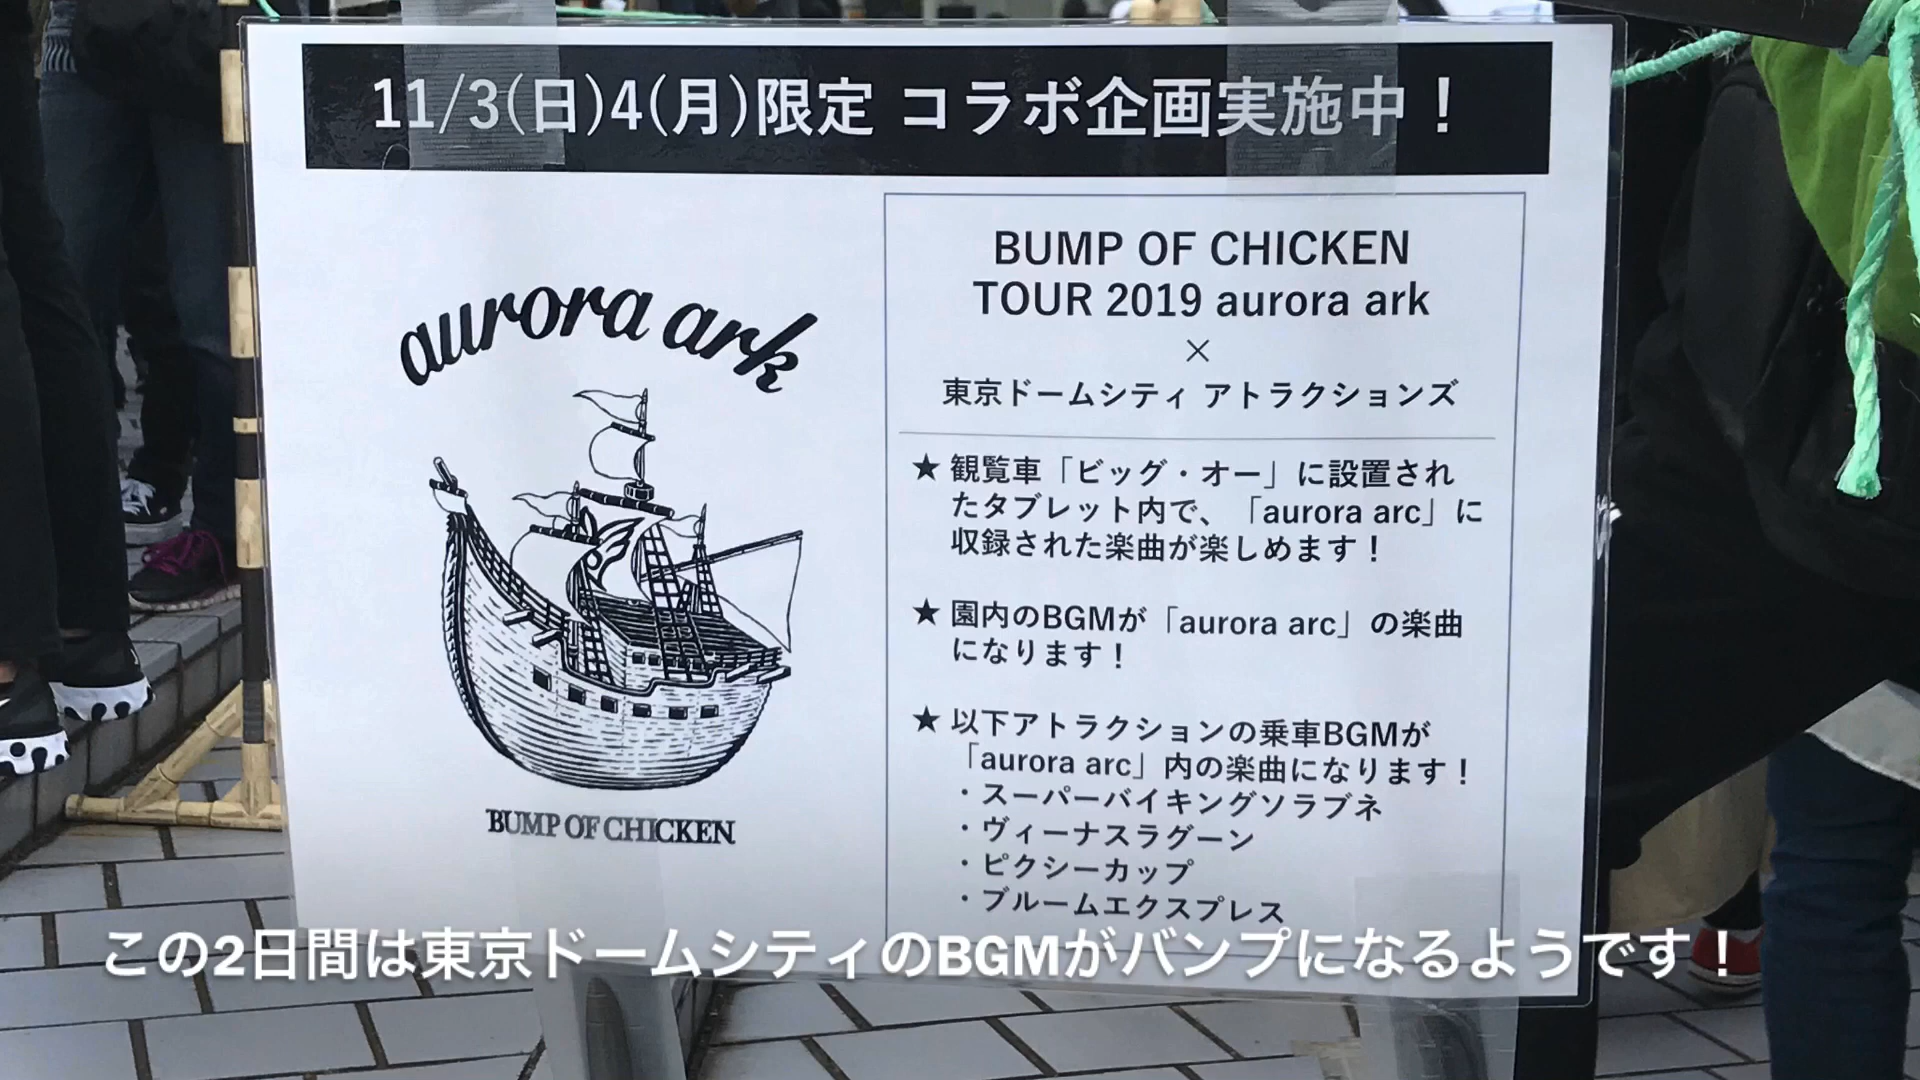 11/3(日)4(月)限定 コラボ企画実施中！
aurora ark
BUMP OF CHICKEN
BUMP OF CHICKEN
TOUR 2019 aurora ark
×
東京ドームシティ アトラクションズ
★ 観覧車「ビッグ・オー」に設置され
たタブレット内で、「aurora arc」に
収録された楽曲が楽しめます！
★ 園内のBGMが「aurora arc」の楽曲
になります！
★ 以下アトラクションの乗車BGMが
「aurora arc」内の楽曲になります！
・スーパーバイキングソラブネ
・ヴィーナスラグーン
・ピクシーカップ
・ブルームエクスプレス
この2日間は東京ドームシティのBGMがバンプになるようです！